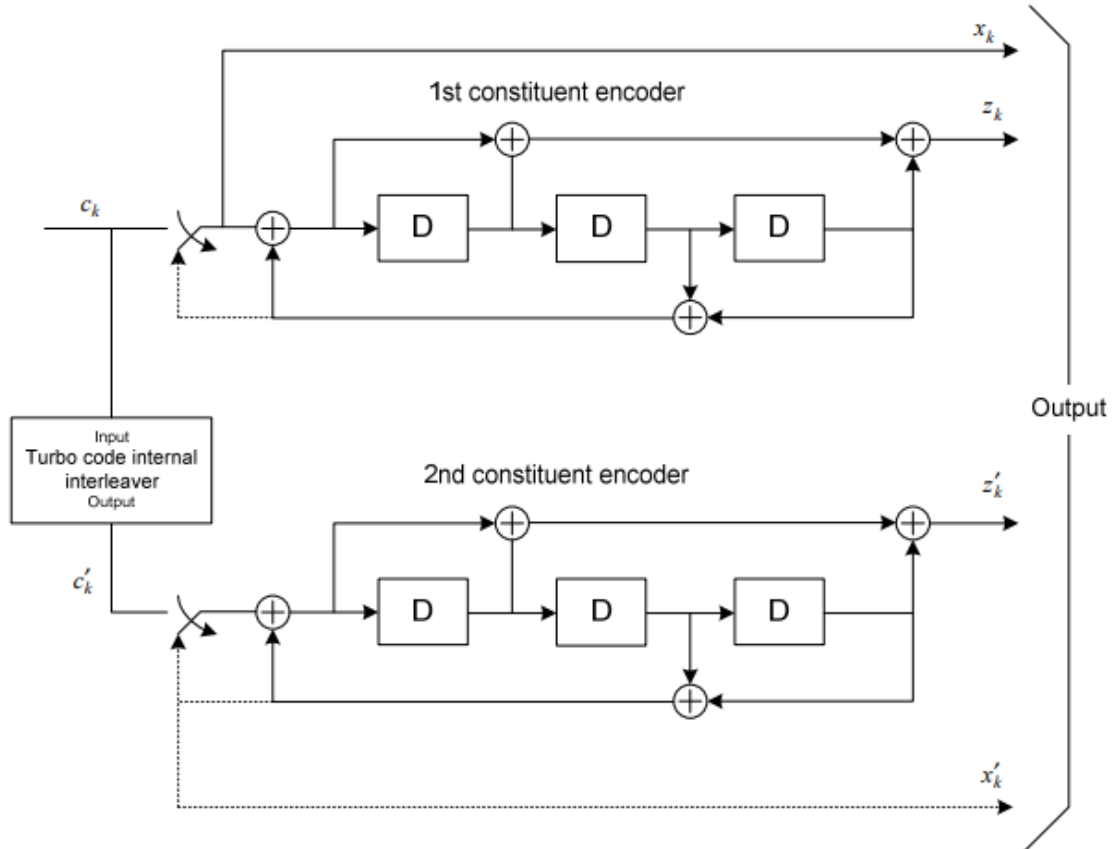 x_k
1st constituent encoder
z_k
c_k
D D D
Output
Input
Turbo code internal
interleaver
Output
2nd constituent encoder
z'_k
c'_k
D D D
x'_k